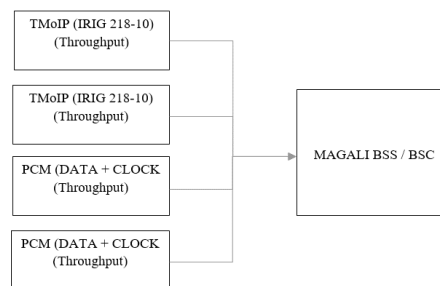 TMoIP (IRIG 218-10)
(Throughput)
TMoIP (IRIG 218-10)
(Throughput)
PCM (DATA + CLOCK
(Throughput)
PCM (DATA + CLOCK
(Throughput)
MAGALI BSS / BSC